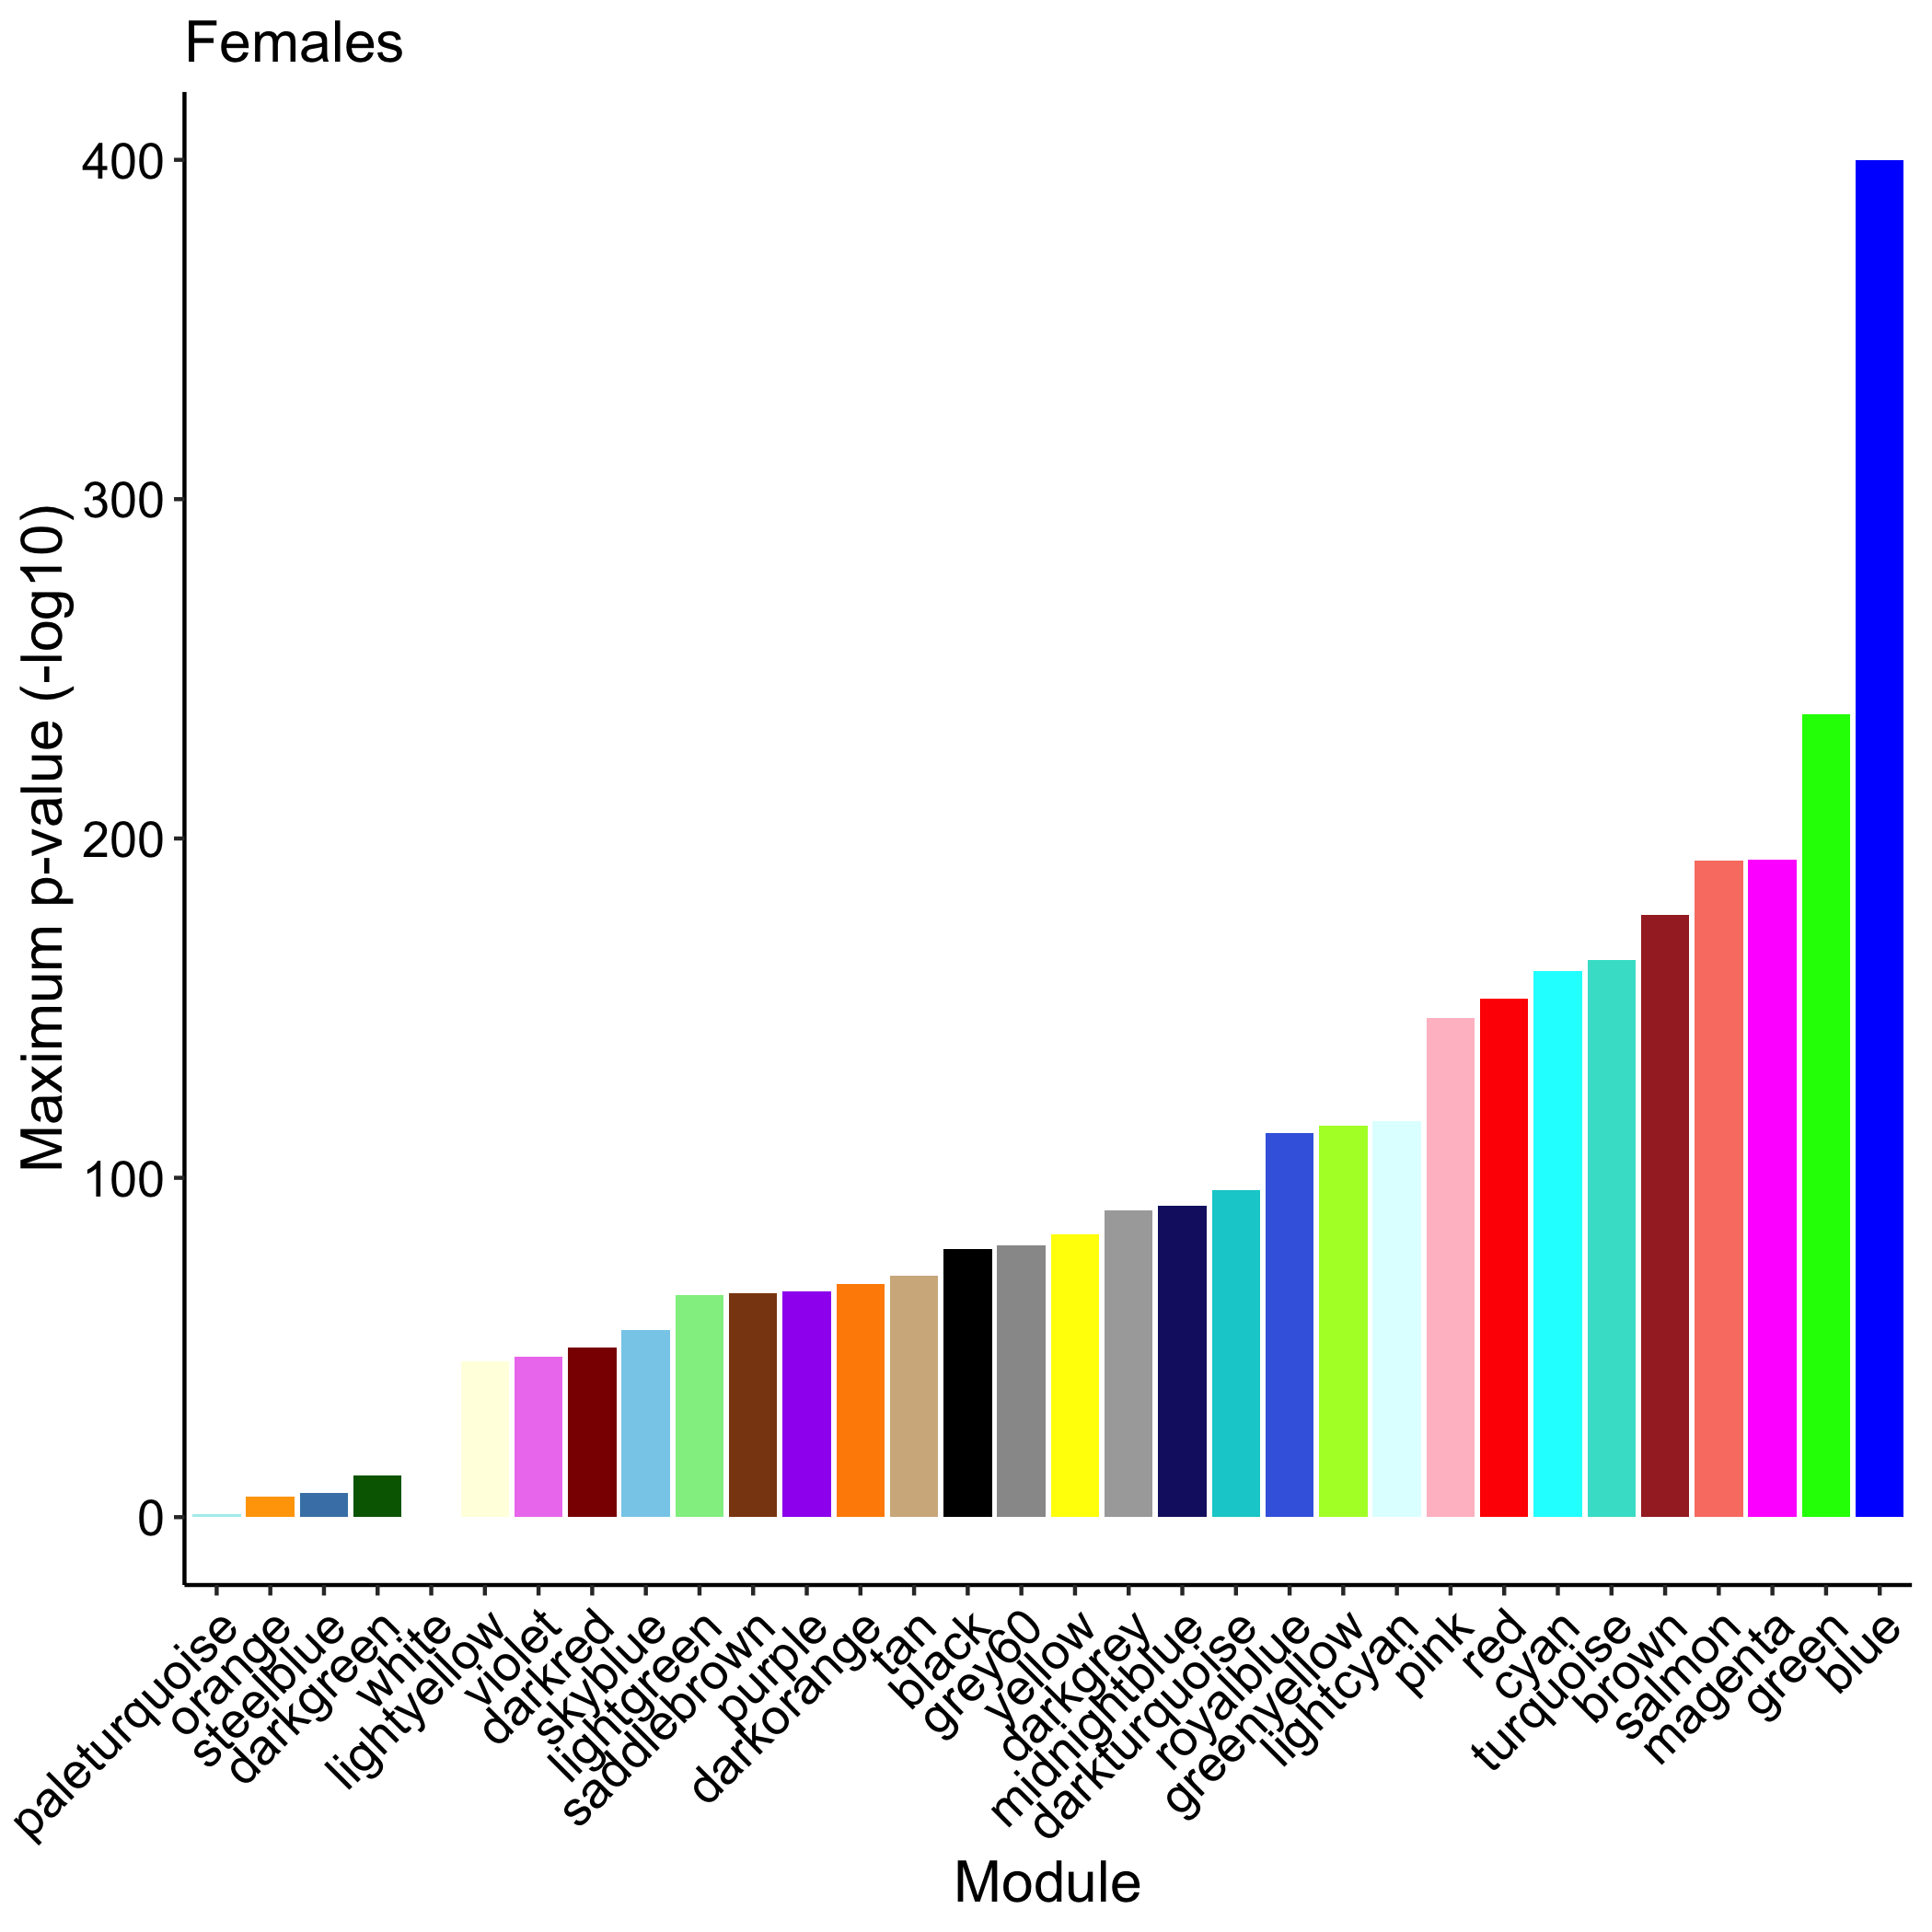 Females
Maximum p-value (-log10)
400
300
200
100
0
paleturquoise
orange
steelblue
darkgreen
white
lightyellow
violet
darkred
skyblue
lightgreen
saddlebrown
purple
darkorange
tan
black
grey60
yellow
darkgrey
midnightblue
darkturquoise
royalblue
greenyellow
lightcyan
pink
red
cyan
turquoise
brown
salmon
magenta
green
blue
Module